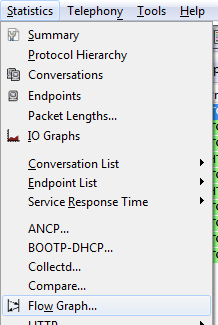 Statistics Telephony Tools Help
Summary
Protocol Hierarchy
Conversations
Endpoints
Packet Lengths...
IO Graphs
Conversation List
Endpoint List
Service Response Time
ANCP...
BOOTP-DHCP...
Collectd...
Compare...
Flow Graph...